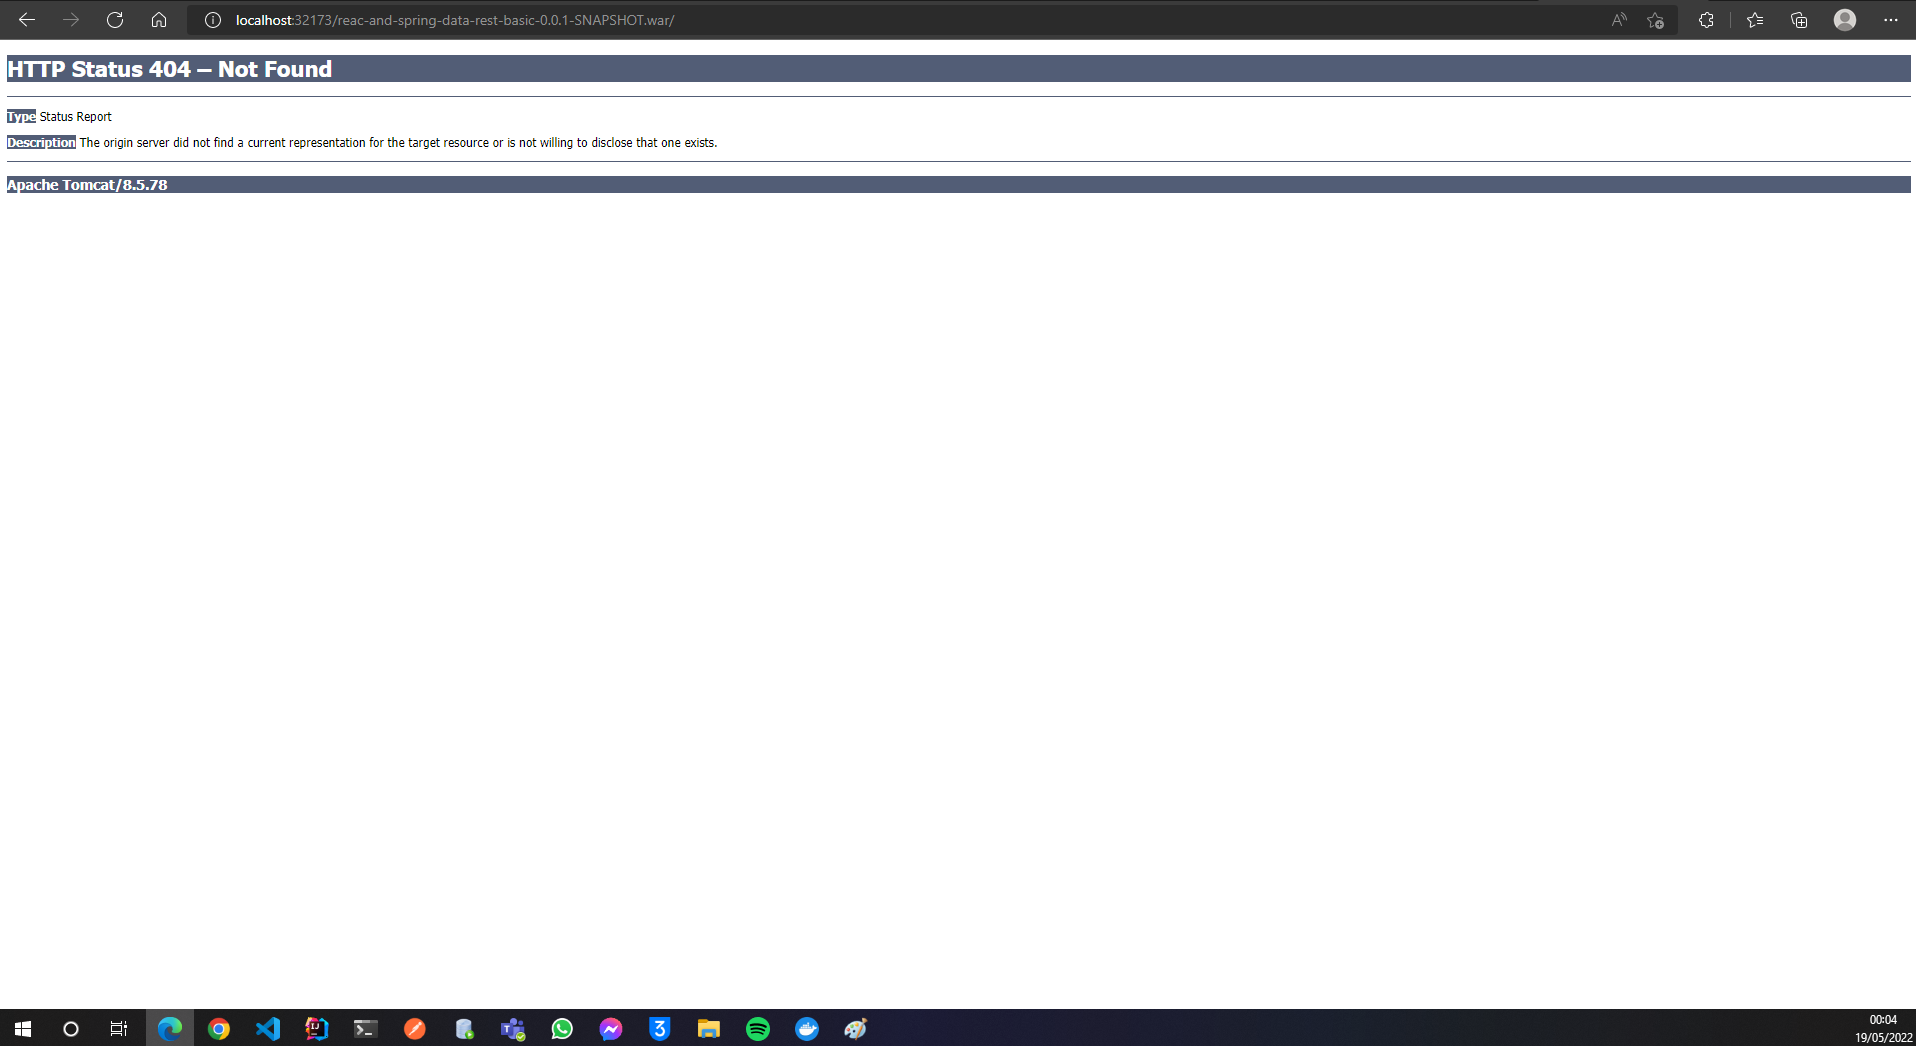 localhost:32173/reac-and-spring-data-rest-basic-0.0.1-SNAPSHOT.war/
HTTP Status 404 – Not Found
Type Status Report
Description The origin server did not find a current representation for the target resource or is not willing to disclose that one exists.
Apache Tomcat/8.5.78
00:04
19/05/2022